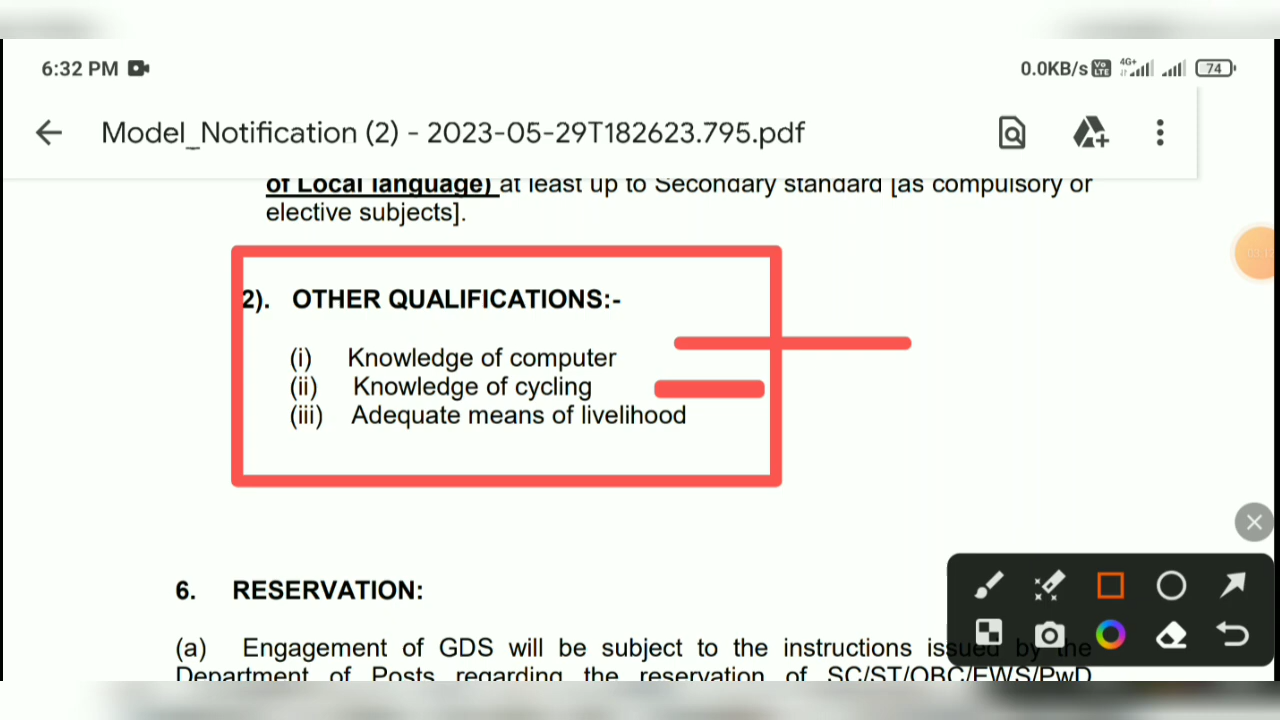 6:32 PM 0.0KB/s Vo LTE 4G+ 74
Model_Notification (2) - 2023-05-29T182623.795.pdf
of Local language) at least up to Secondary standard [as compulsory or
elective subjects].
2). OTHER QUALIFICATIONS:-
(i) Knowledge of computer
(ii) Knowledge of cycling
(iii) Adequate means of livelihood
6. RESERVATION:
(a) Engagement of GDS will be subject to the instructions issued by the
Department of Posts regarding the reservation of SC/ST/OBC/EWS/PwD